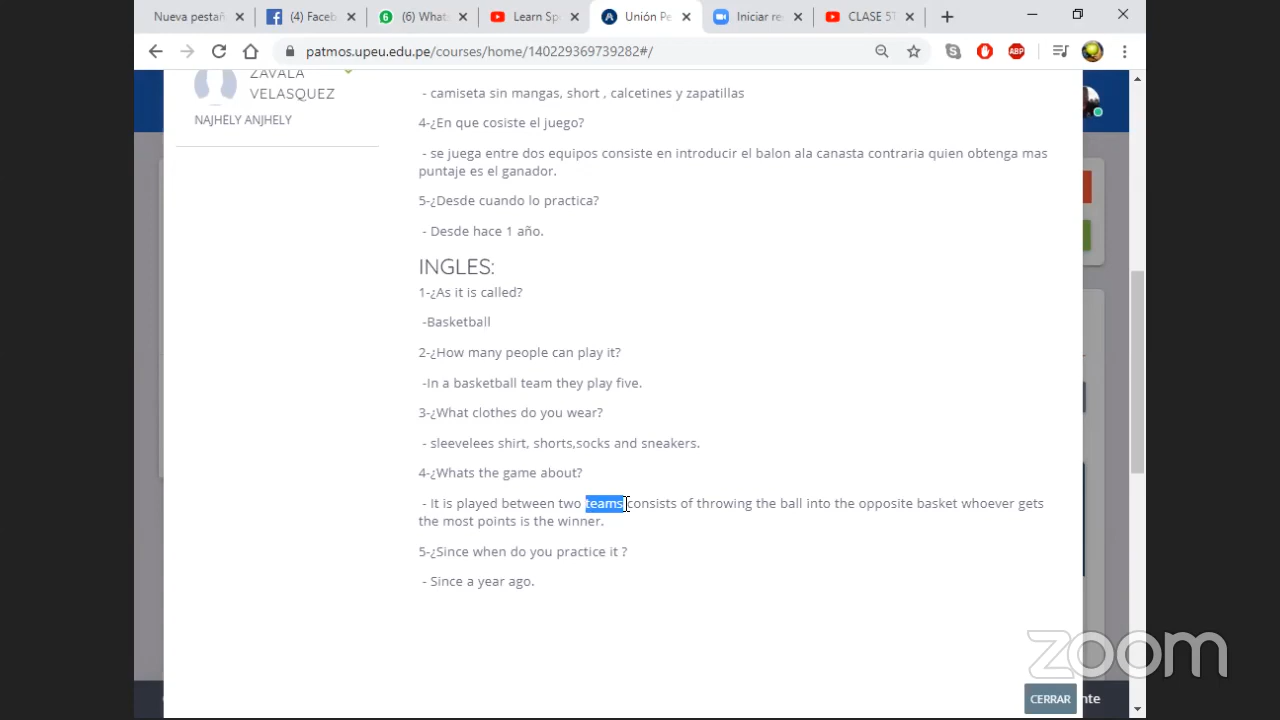 Nueva pestañ
(4) Faceb
6
(6) What
Learn Sp
Unión Pe
Iniciar re
CLASE 5T
patmos.upeu.edu.pe/courses/home/140229369739282#/
ABP
ZAVALA
VELASQUEZ
NAJHELY ANJHELY
- camiseta sin mangas, short , calcetines y zapatillas
4-¿En que cosiste el juego?
- se juega entre dos equipos consiste en introducir el balon ala canasta contraria quien obtenga mas
puntaje es el ganador.
5-¿Desde cuando lo practica?
- Desde hace 1 año.
INGLES:
1-¿As it is called?
-Basketball
2-¿How many people can play it?
-In a basketball team they play five.
3-¿What clothes do you wear?
- sleevelees shirt, shorts,socks and sneakers.
4-¿Whats the game about?
- It is played between two teams consists of throwing the ball into the opposite basket whoever gets
the most points is the winner.
5-¿Since when do you practice it ?
- Since a year ago.
zoom
CERRAR
nte